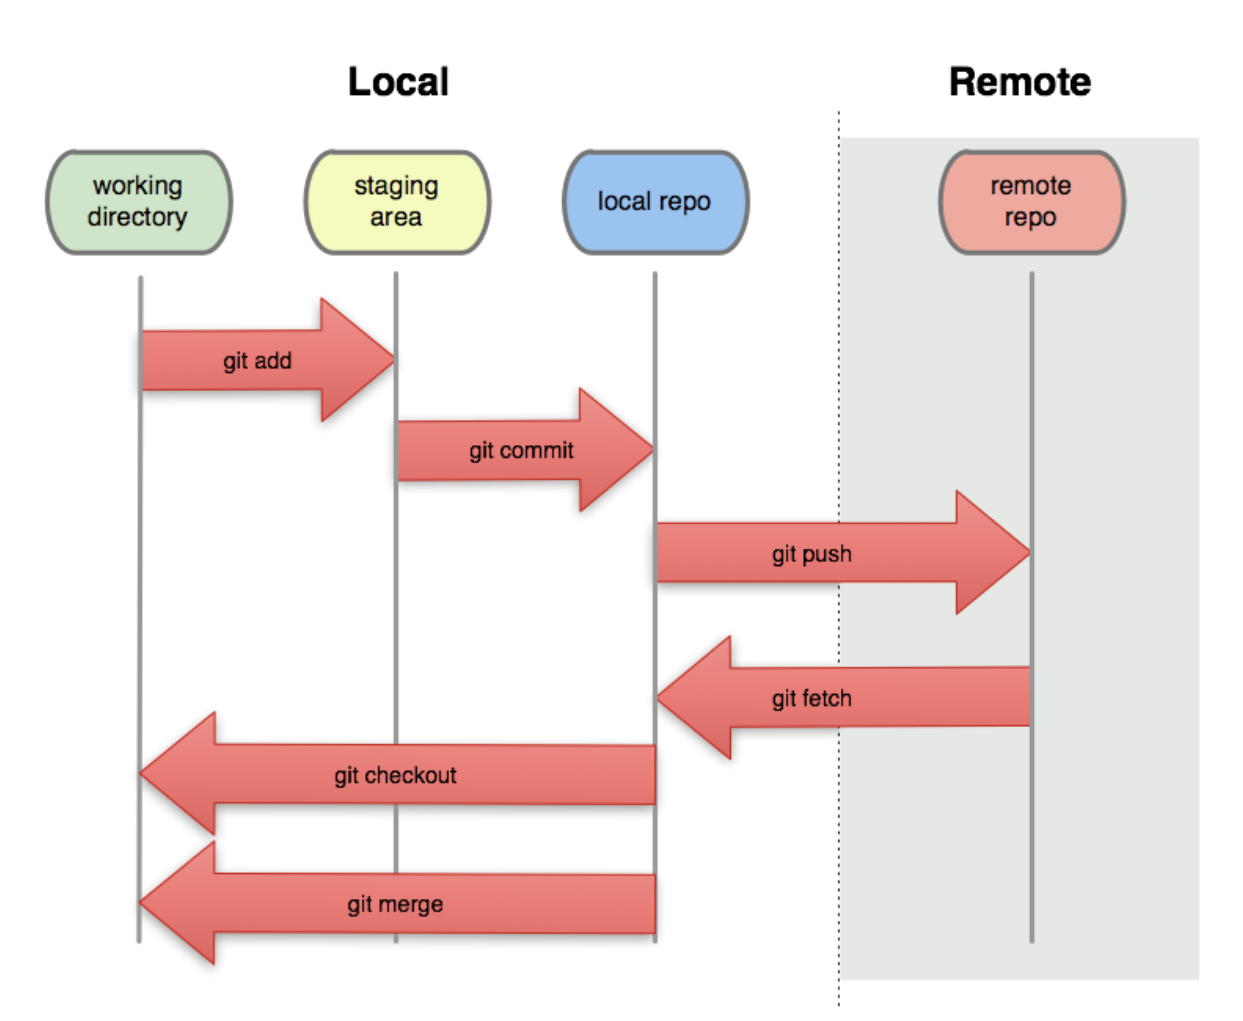 Local
Remote
working
directory
staging
area
local repo
remote
repo
git add
git commit
git push
git fetch
git checkout
git merge